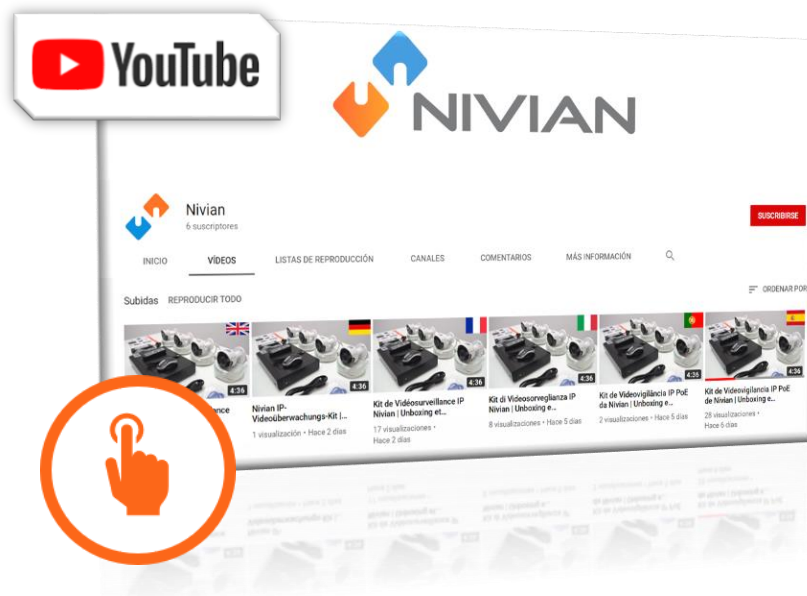 YouTube
NIVIAN
Nivian
6 suscriptores
SUSCRIBIRSE
INICIO VÍDEOS LISTAS DE REPRODUCCIÓN CANALES COMENTARIOS MÁS INFORMACIÓN
Subidas REPRODUCIR TODO
ORDENAR POR
4:36 4:36 4:36 4:36 4:36 4:36
Nivian IP-
Videoüberwachungs-Kit |...
1 visualización • Hace 2 días
Kit de Vidéosurveillance IP
Nivian | Unboxing et...
17 visualizaciones •
Hace 2 días
Kit di Videosorveglianza IP
Nivian | Unboxing e...
8 visualizaciones • Hace 5 días
Kit de Videovigilância IP PoE
da Nivian | Unboxing e...
2 visualizaciones • Hace 5 días
Kit de Videovigilancia IP PoE
de Nivian | Unboxing e...
28 visualizaciones •
Hace 6 días